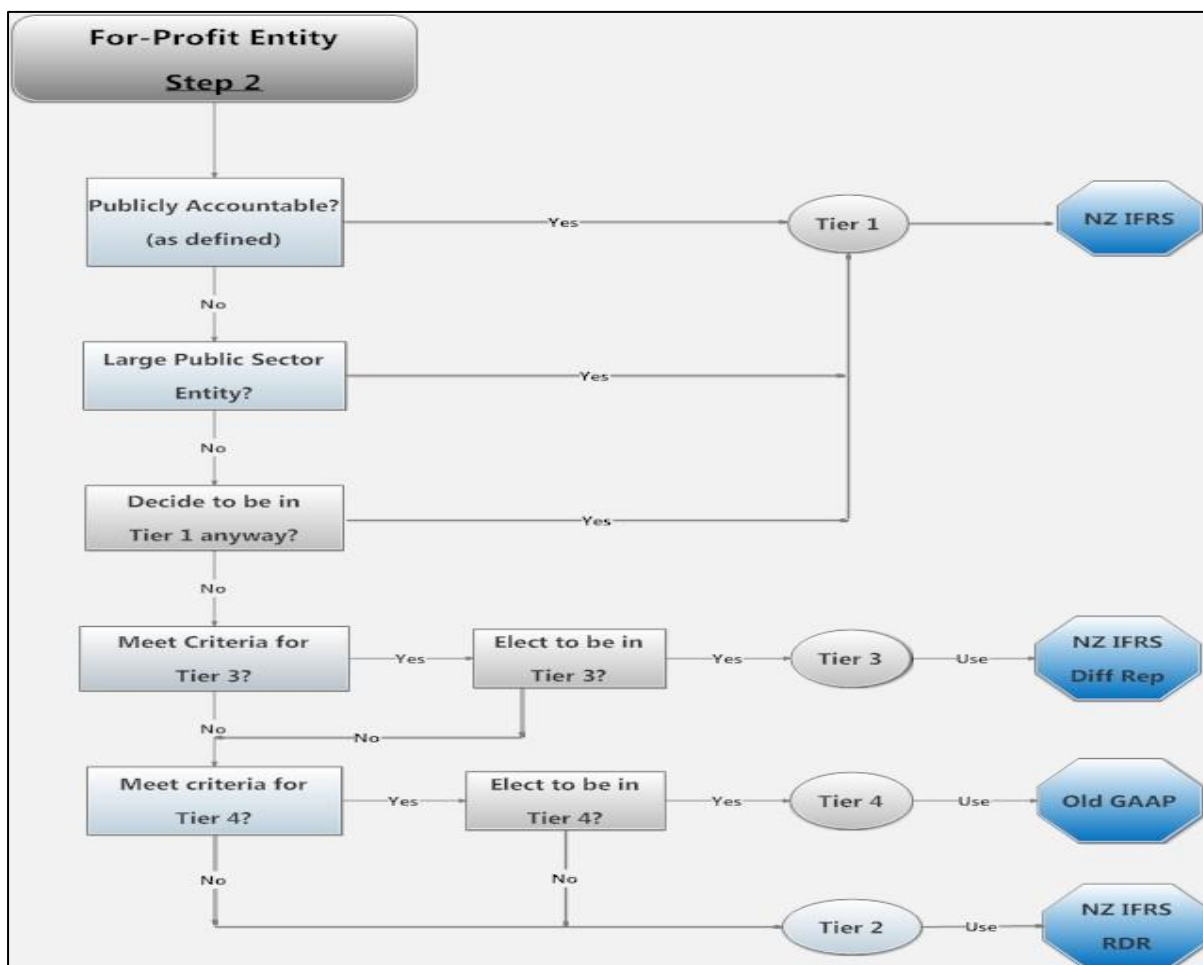 For-Profit Entity
Step 2
Publicly Accountable?
(as defined)
Yes
Tier 1
NZ IFRS
No
Large Public Sector
Entity?
Yes
No
Decide to be in
Tier 1 anyway?
Yes
No
Meet Criteria for
Tier 3?
Yes
Elect to be in
Tier 3?
Yes
Tier 3
Use
NZ IFRS
Diff Rep
No
No
Meet criteria for
Tier 4?
Yes
Elect to be in
Tier 4?
Yes
Tier 4
Use
Old GAAP
No
No
Tier 2
Use
NZ IFRS
RDR